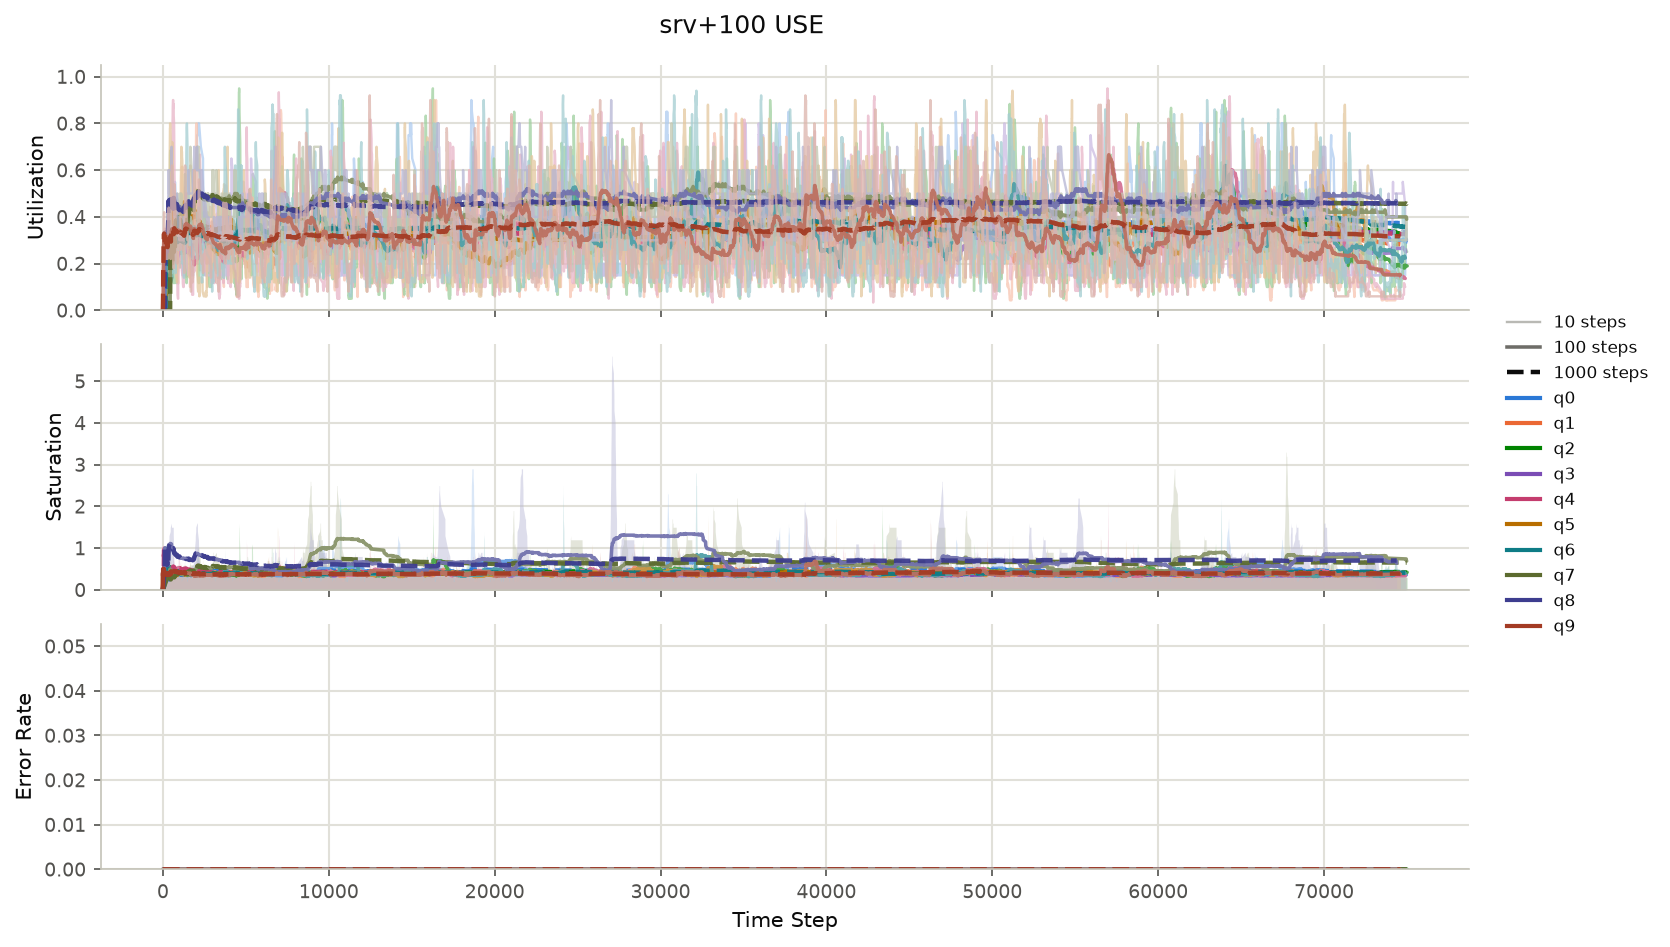 srv+100 USE
Utilization
1.0
0.8
0.6
0.4
0.2
0.0
Saturation
5
4
3
2
1
0
Error Rate
0.05
0.04
0.03
0.02
0.01
0.00
0
10000
20000
30000
40000
50000
60000
70000
Time Step
10 steps
100 steps
1000 steps
q0
q1
q2
q3
q4
q5
q6
q7
q8
q9